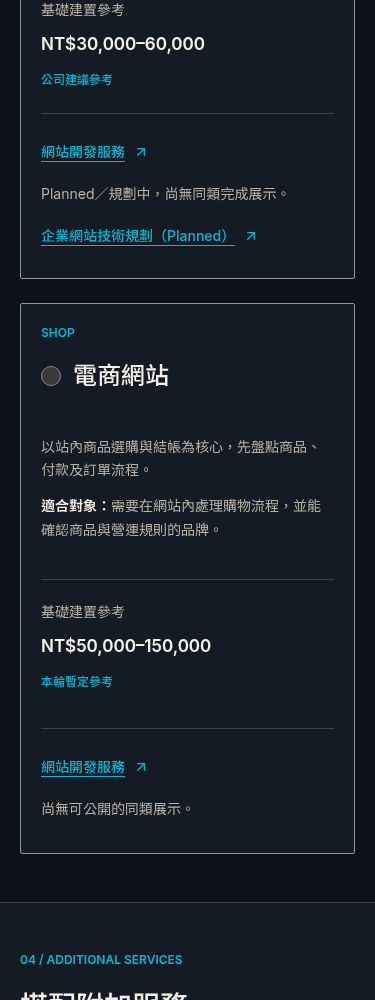 基礎建置參考
NT$30,000–60,000
公司建議參考
網站開發服務
Planned／規劃中，尚無同類完成展示。
企業網站技術規劃（Planned）
SHOP
電商網站
以站內商品選購與結帳為核心，先盤點商品、
付款及訂單流程。
適合對象：需要在網站內處理購物流程，並能
確認商品與營運規則的品牌。
基礎建置參考
NT$50,000–150,000
本輪暫定參考
網站開發服務
尚無可公開的同類展示。
04 / ADDITIONAL SERVICES
搭配附加服務